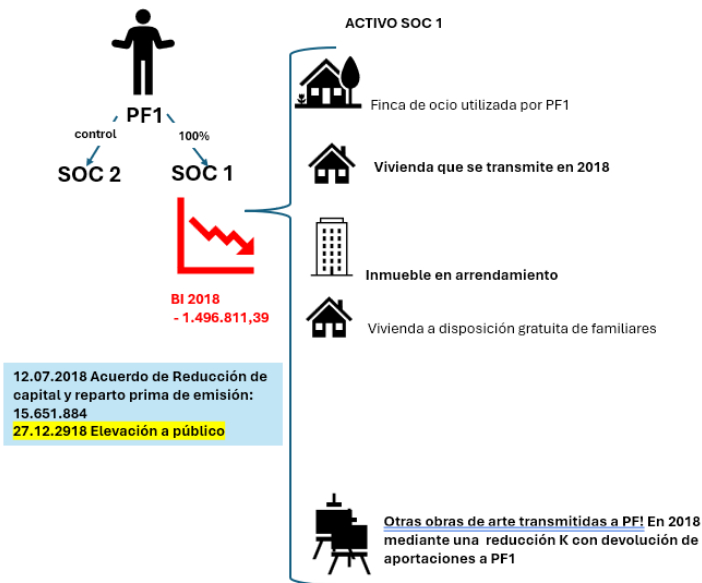 ACTIVO SOC 1
PF1
control
100%
SOC 2
SOC 1
BI 2018
- 1.496.811,39
12.07.2018 Acuerdo de Reducción de
capital y reparto prima de emisión:
15.651.884
27.12.2918 Elevación a público
Finca de ocio utilizada por PF1
Vivienda que se transmite en 2018
Inmueble en arrendamiento
Vivienda a disposición gratuita de familiares
Otras obras de arte transmitidas a PF! En 2018
mediante una reducción K con devolución de
aportaciones a PF1